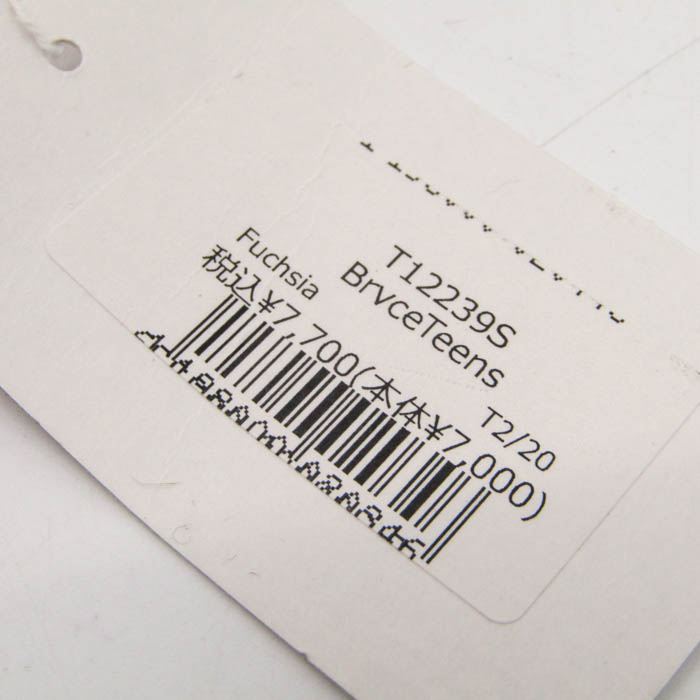 T12239S
BrvceTeens
Fuchsia T2/20
税込¥7,700(本体¥7,000)